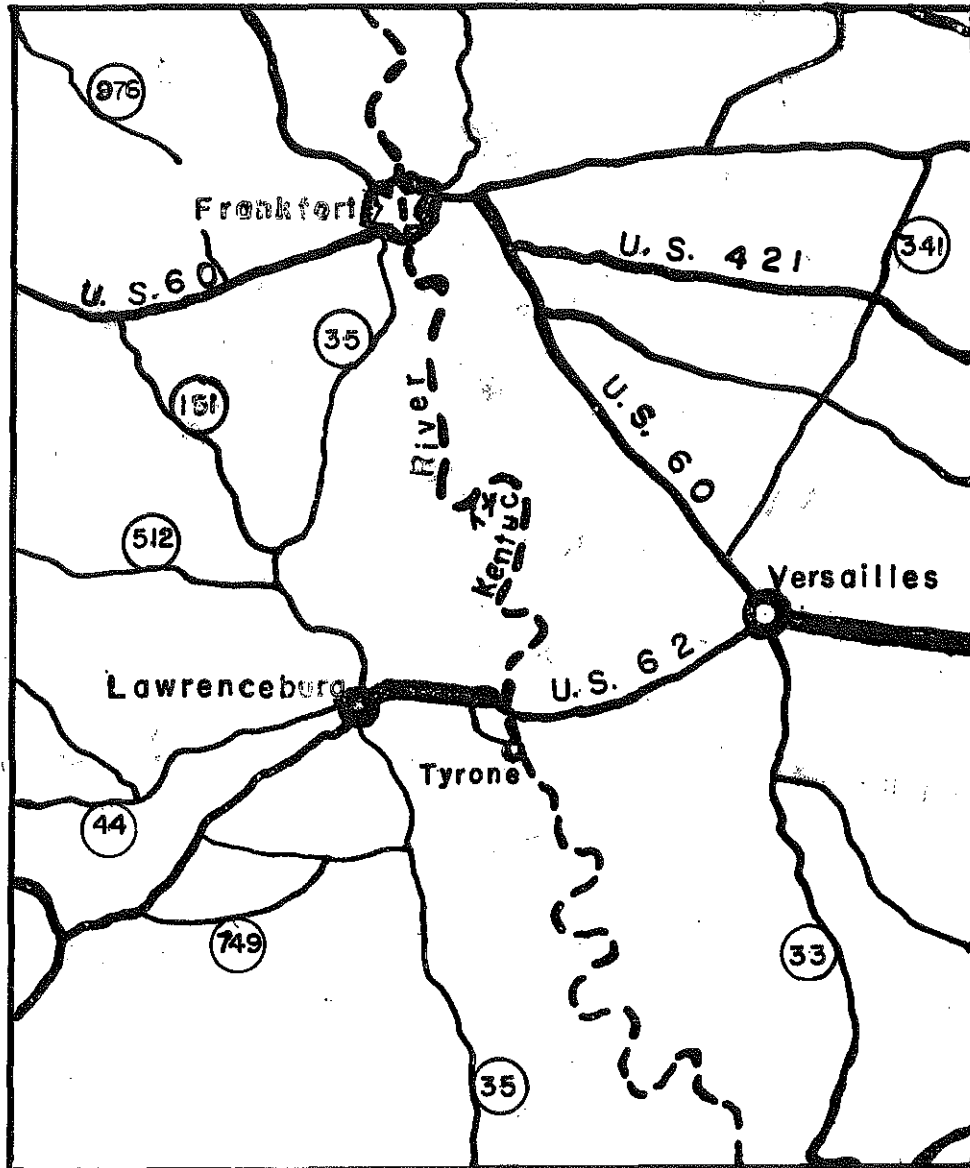 976
Frankfort
U.S. 60
U.S. 421
341
35
151
River
U.S. 60
Kentucky
512
Versailles
U.S. 62
Lawrenceburg
Tyrone
44
749
33
35